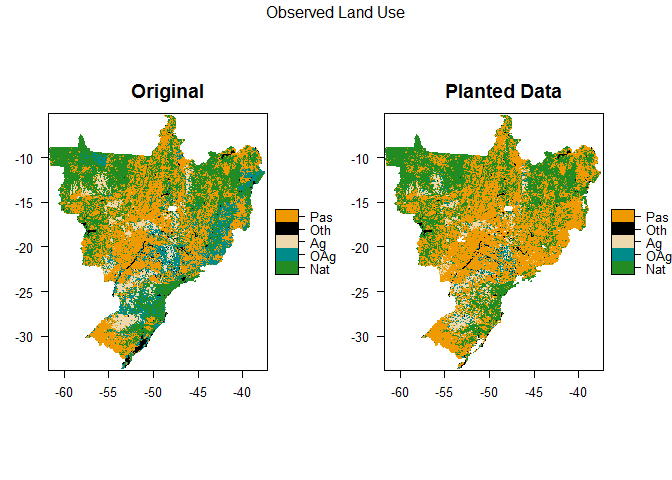 Observed Land Use
Original
Planted Data
-10
-15
-20
-25
-30
-60 -55 -50 -45 -40
Pas
Oth
Ag
OAg
Nat
-10
-15
-20
-25
-30
-60 -55 -50 -45 -40
Pas
Oth
Ag
OAg
Nat